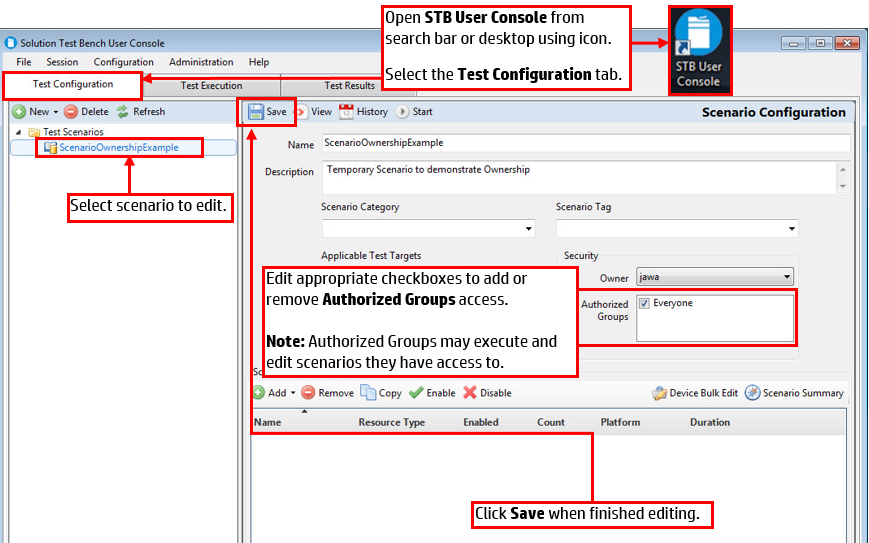 Open STB User Console from
search bar or desktop using icon.
Select the Test Configuration tab.
STB User
Console
Solution Test Bench User Console
File Session Configuration Administration Help
Test Configuration Test Execution Test Results
New Delete Refresh
Save View History Start Scenario Configuration
Test Scenarios
ScenarioOwnershipExample
Select scenario to edit.
Name ScenarioOwnershipExample
Description Temporary Scenario to demonstrate Ownership
Scenario Category Scenario Tag
Applicable Test Targets Security
Owner jawa
Edit appropriate checkboxes to add or
remove Authorized Groups access.
Note: Authorized Groups may execute and
edit scenarios they have access to.
Authorized
Groups
Everyone
Add Remove Copy Enable Disable Device Bulk Edit Scenario Summary
Name Resource Type Enabled Count Platform Duration
Click Save when finished editing.